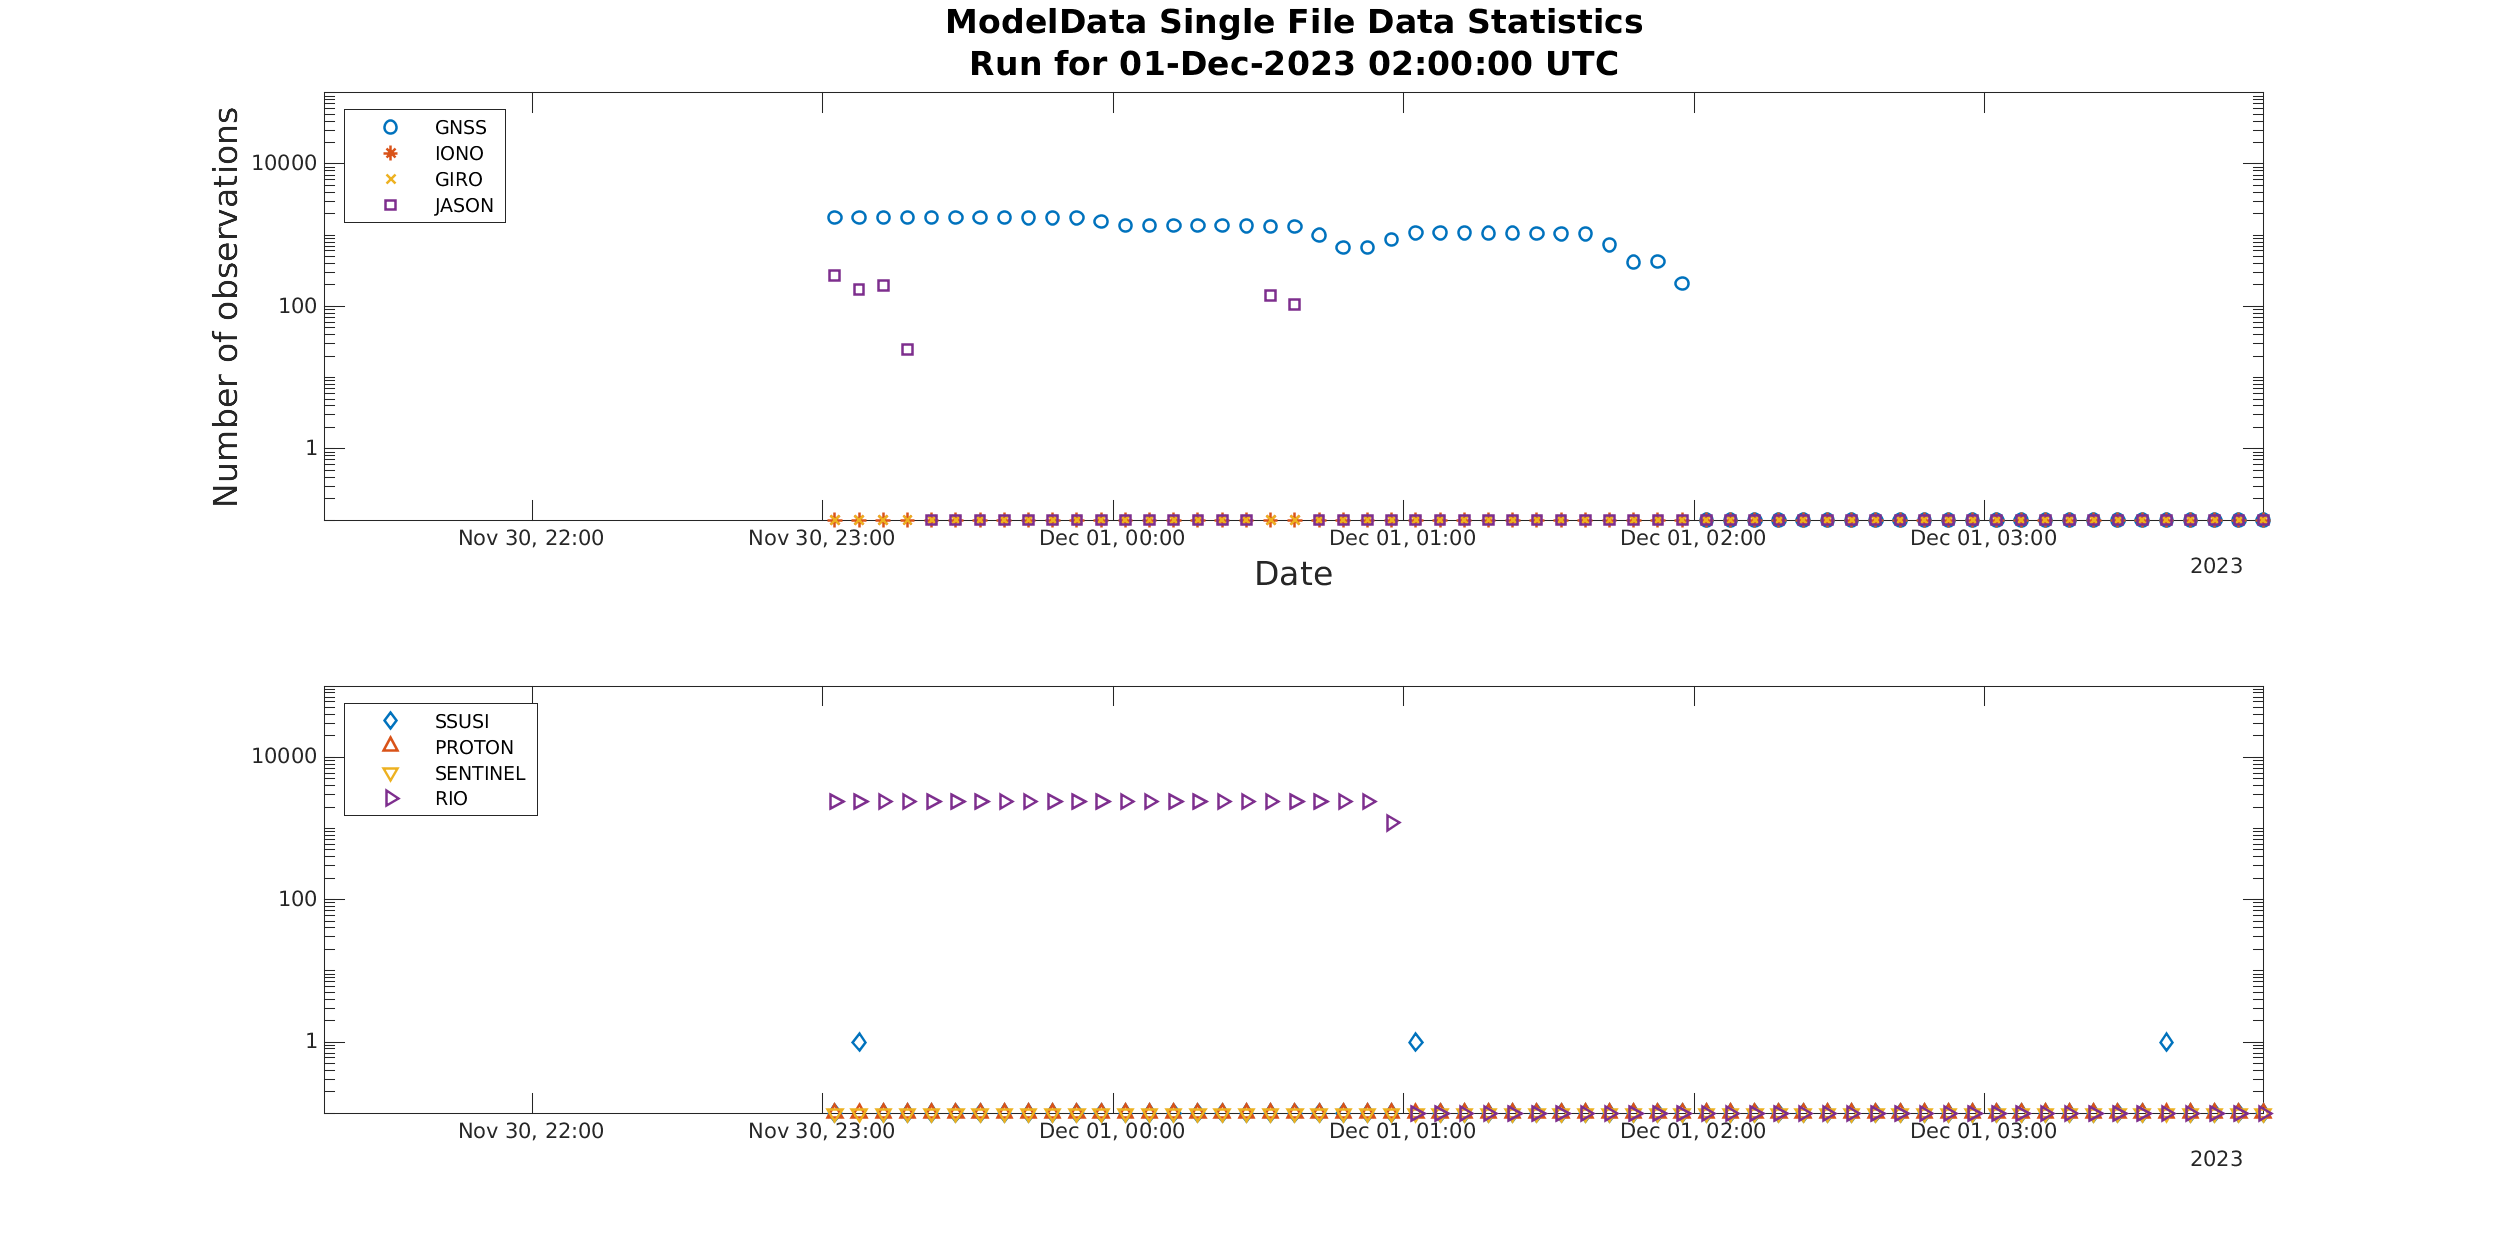 ModelData Single File Data Statistics
Run for 01-Dec-2023 02:00:00 UTC
Number of observations
10000
100
1
GNSS
IONO
GIRO
JASON
Nov 30, 22:00
Nov 30, 23:00
Dec 01, 00:00
Dec 01, 01:00
Dec 01, 02:00
Dec 01, 03:00
2023
Date
10000
100
1
SSUSI
PROTON
SENTINEL
RIO
Nov 30, 22:00
Nov 30, 23:00
Dec 01, 00:00
Dec 01, 01:00
Dec 01, 02:00
Dec 01, 03:00
2023